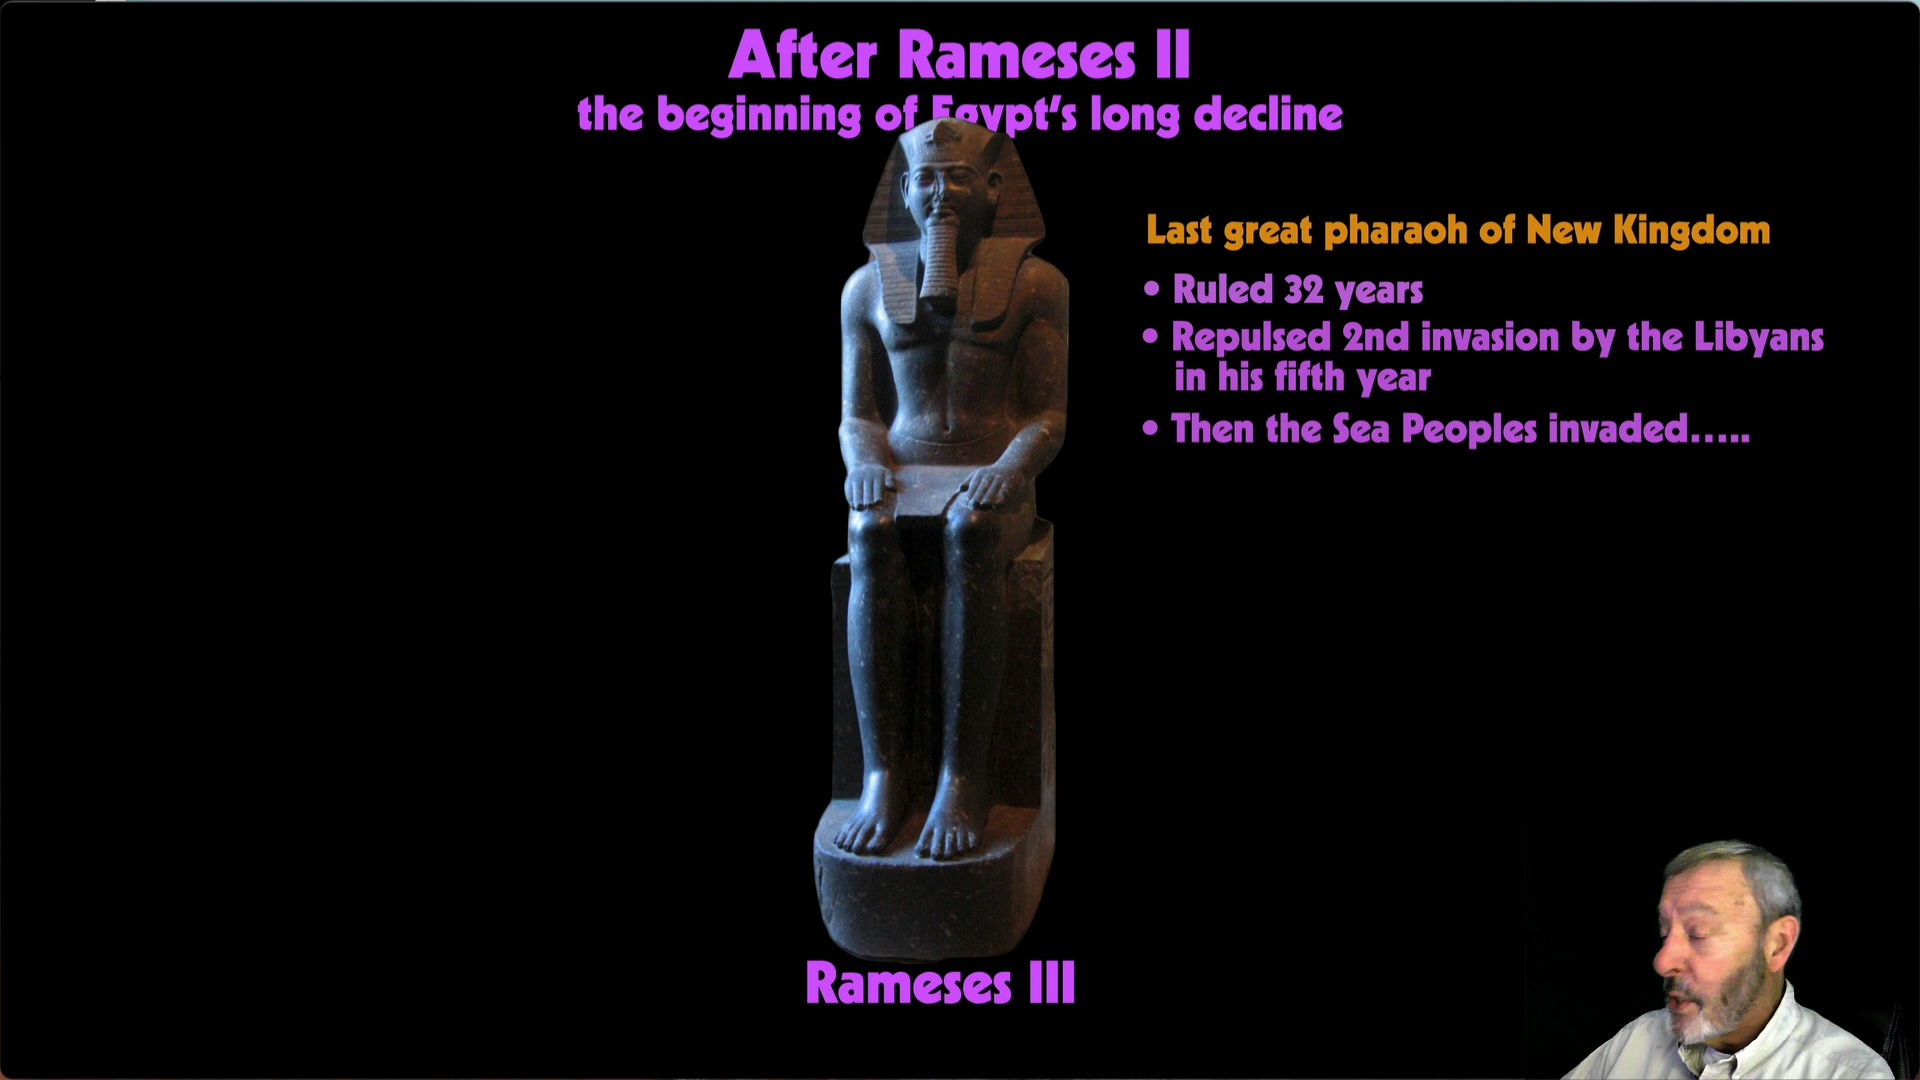 After Rameses II
the beginning of Egypt's long decline
Last great pharaoh of New Kingdom
• Ruled 32 years
• Repulsed 2nd invasion by the Libyans
in his fifth year
• Then the Sea Peoples invaded.....
Rameses III